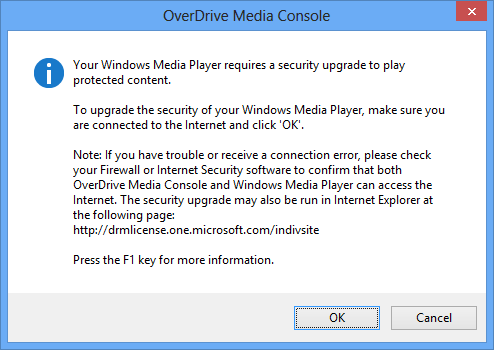 OverDrive Media Console
Your Windows Media Player requires a security upgrade to play
protected content.
To upgrade the security of your Windows Media Player, make sure you
are connected to the Internet and click 'OK'.
Note: If you have trouble or receive a connection error, please check
your Firewall or Internet Security software to confirm that both
OverDrive Media Console and Windows Media Player can access the
Internet. The security upgrade may also be run in Internet Explorer at
the following page:
http://drmlicense.one.microsoft.com/indivsite
Press the F1 key for more information.
OK
Cancel